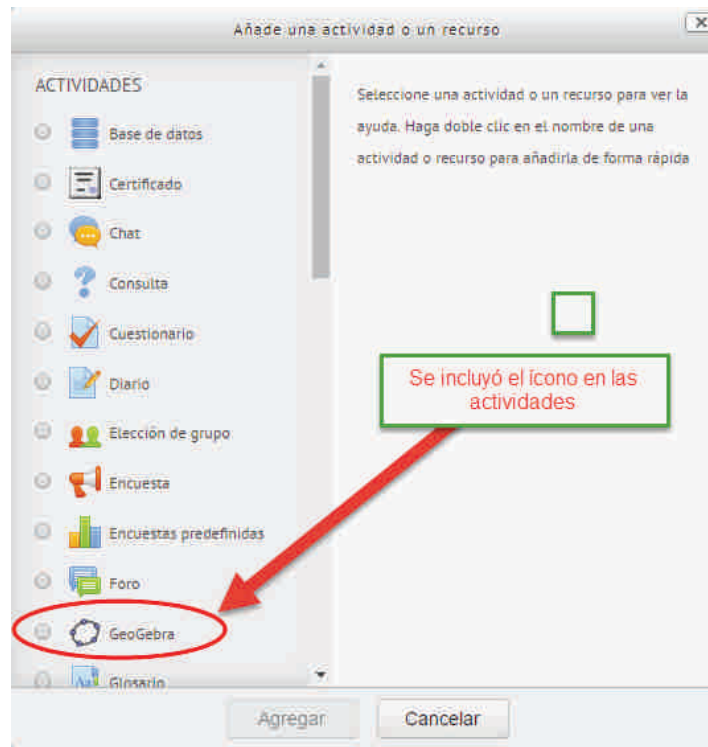 Añade una actividad o un recurso
ACTIVIDADES
Base de datos
Certificado
Chat
Consulta
Cuestionario
Diario
Elección de grupo
Encuesta
Encuestas predefinidas
Foro
GeoGebra
Glosario
Seleccione una actividad o un recurso para ver la
ayuda. Haga doble clic en el nombre de una
actividad o recurso para añadirla de forma rápida
Se incluyó el ícono en las
actividades
Agregar
Cancelar